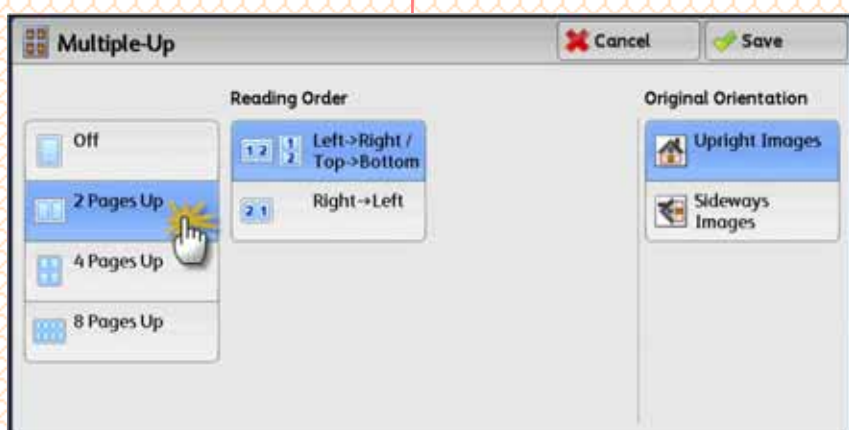 Multiple-Up
Cancel
Save
Reading Order
Original Orientation
Off
2 Pages Up
4 Pages Up
8 Pages Up
1 2
1
2
Left->Right /
Top->Bottom
2 1
Right→Left
Upright Images
Sideways
Images